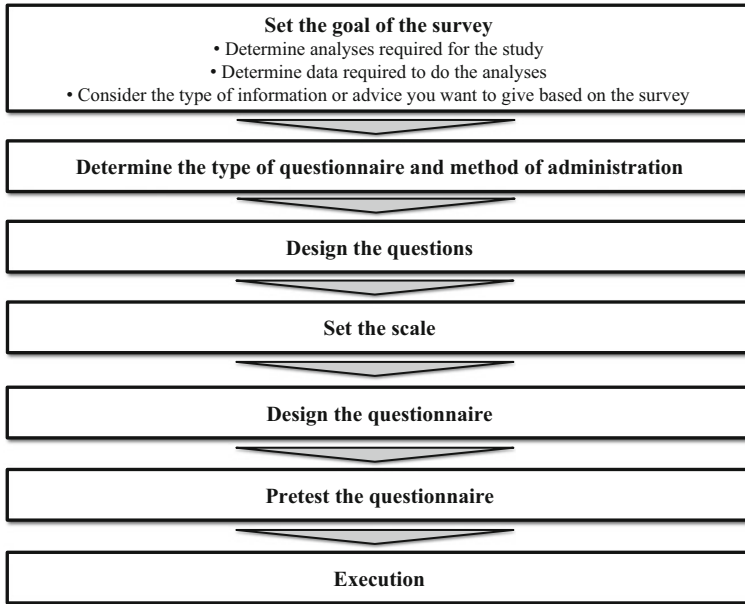 Set the goal of the survey
• Determine analyses required for the study
• Determine data required to do the analyses
• Consider the type of information or advice you want to give based on the survey
Determine the type of questionnaire and method of administration
Design the questions
Set the scale
Design the questionnaire
Pretest the questionnaire
Execution